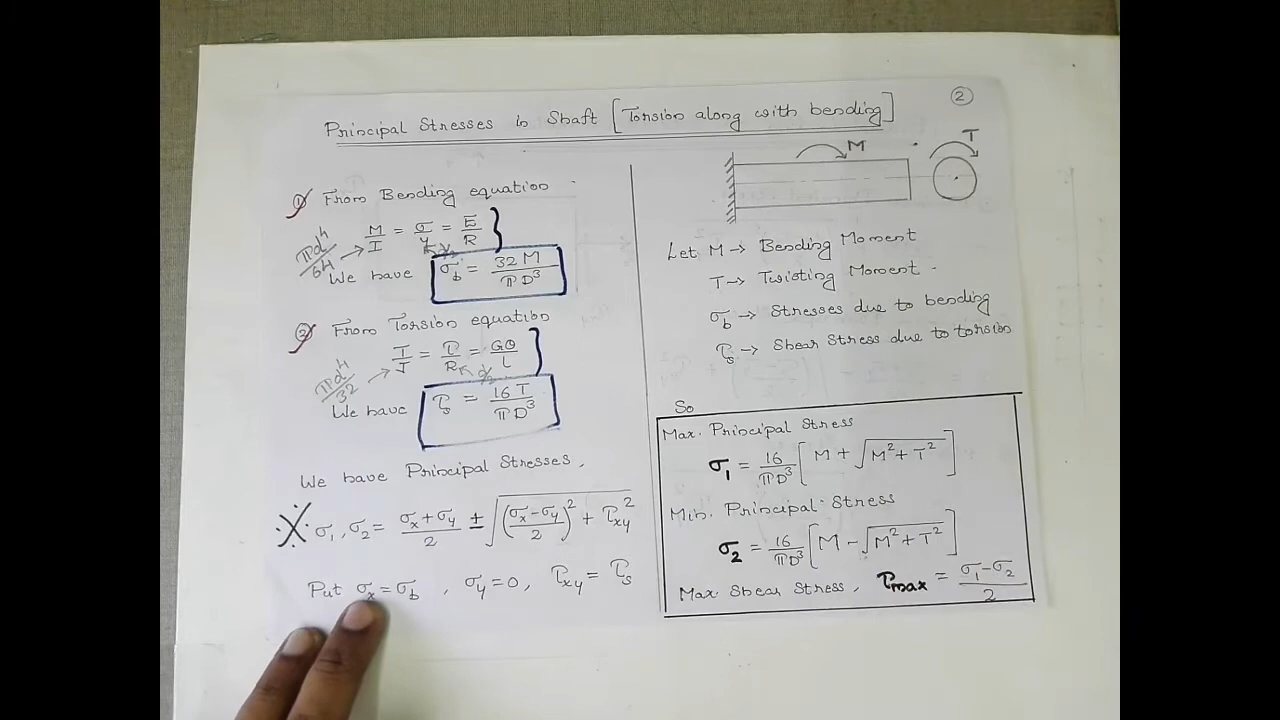 2
Principal Stresses in Shaft [Torsion along with bending]
① From Bending equation
M/I = σ/y = E/R }
πd⁴/64
We have σb = 32 M / πD³
② From Torsion equation
T/J = τ/R = Gθ/L }
πd⁴/32
d/2
We have τs = 16 T / πD³
We have Principal Stresses,
σ₁, σ₂ = (σx + σy)/2 ± √(((σx - σy)/2)² + τxy²)
Put σx = σb , σy = 0 , τxy = τs
M
T
Let M → Bending Moment
T → Twisting Moment
σb → Stresses due to bending
τs → Shear Stress due to torsion
So
Max. Principal Stress
σ₁ = 16/πD³ [ M + √(M² + T²) ]
Min. Principal Stress
σ₂ = 16/πD³ [ M - √(M² + T²) ]
Max Shear Stress, τmax = (σ₁ - σ₂)/2